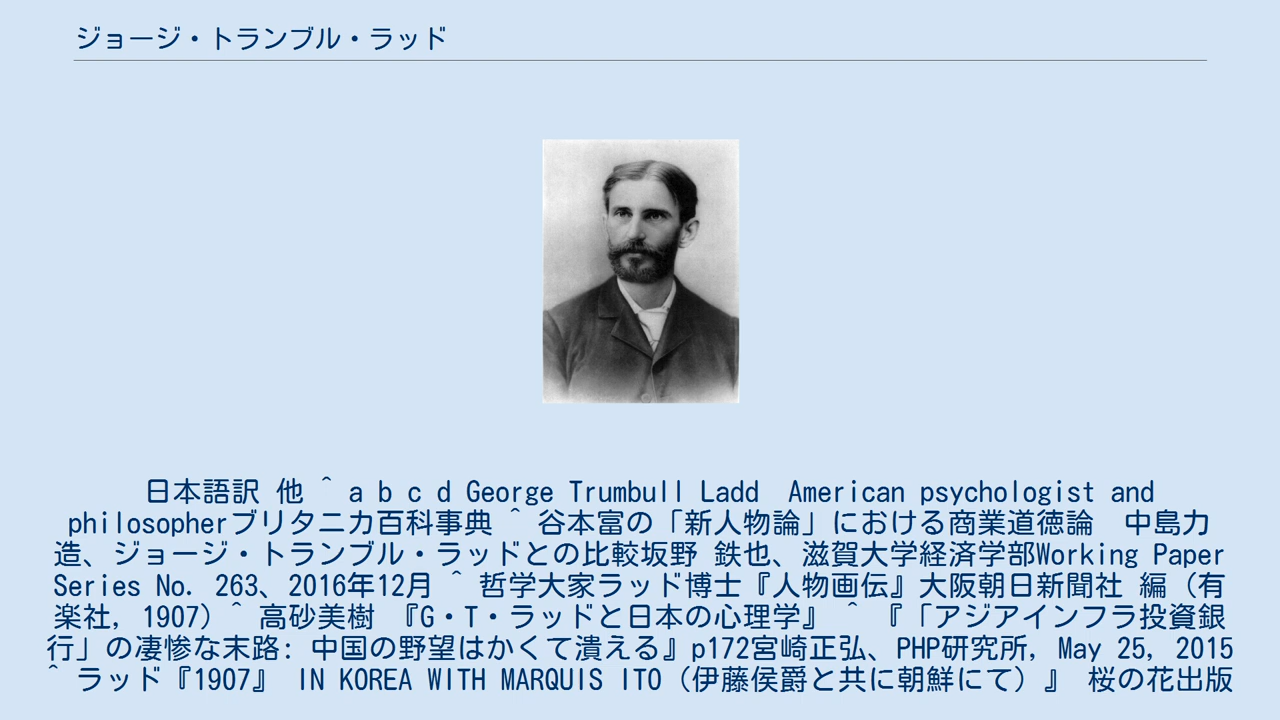 ジョージ・トランブル・ラッド
日本語訳 他 ^ a b c d George Trumbull Ladd  American psychologist and
philosopherブリタニカ百科事典 ^ 谷本富の「新人物論」における商業道徳論　中島力
造、ジョージ・トランブル・ラッドとの比較坂野 鉄也、滋賀大学経済学部Working Paper
Series No. 263、2016年12月 ^ 哲学大家ラッド博士『人物画伝』大阪朝日新聞社 編（有
楽社, 1907）^ 高砂美樹 『G・T・ラッドと日本の心理学』 ^ 『「アジアインフラ投資銀
行」の凄惨な末路: 中国の野望はかくて潰える』p172宮崎正弘、PHP研究所, May 25, 2015
^ ラッド『1907』 IN KOREA WITH MARQUIS ITO（伊藤侯爵と共に朝鮮にて）』 桜の花出版